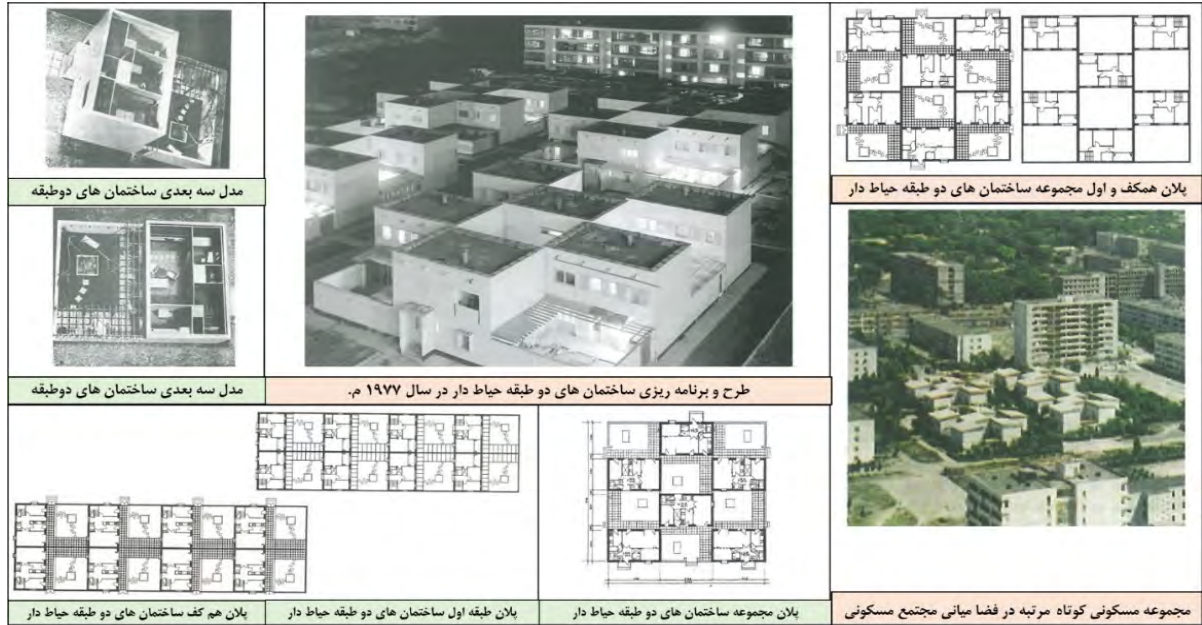 پلان همکف و اول مجموعه ساختمان های دو طبقه حیاط دار
مدل سه بعدی ساختمان های دوطبقه
طرح و برنامه ریزی ساختمان های دو طبقه حیاط دار در سال ۱۹۷۷ م.
مدل سه بعدی ساختمان های دوطبقه
مجموعه مسکونی کوتاه مرتبه در فضا میانی مجتمع مسکونی
پلان مجموعه ساختمان های دو طبقه حیاط دار
پلان طبقه اول ساختمان های دو طبقه حیاط دار
پلان هم کف ساختمان های دو طبقه حیاط دار